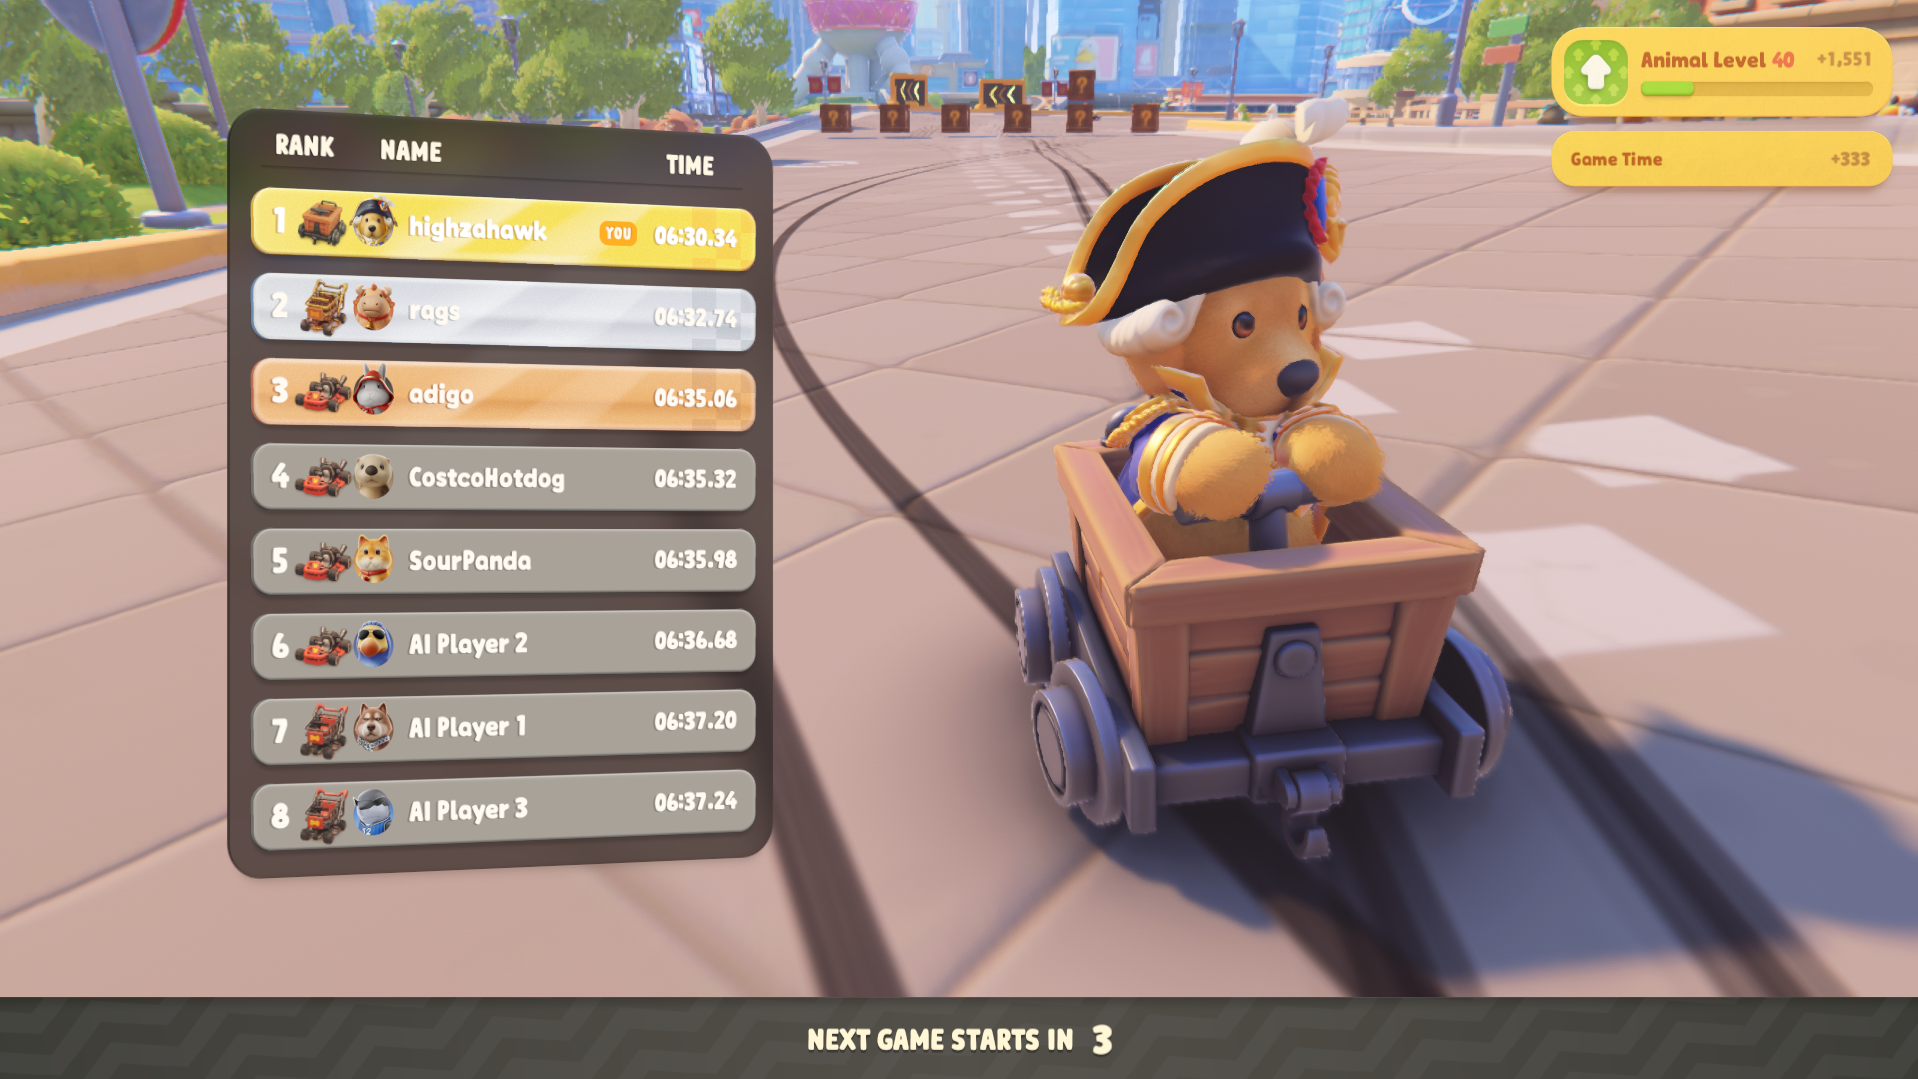 RANK NAME TIME
1 highzahawk YOU 06:30.34
2 rags 06:32.74
3 adigo 06:35.06
4 CostcoHotdog 06:35.32
5 SourPanda 06:35.98
6 AI Player 2 06:36.68
7 AI Player 1 06:37.20
8 AI Player 3 06:37.24
Animal Level 40 +1,551
Game Time +333
NEXT GAME STARTS IN 3